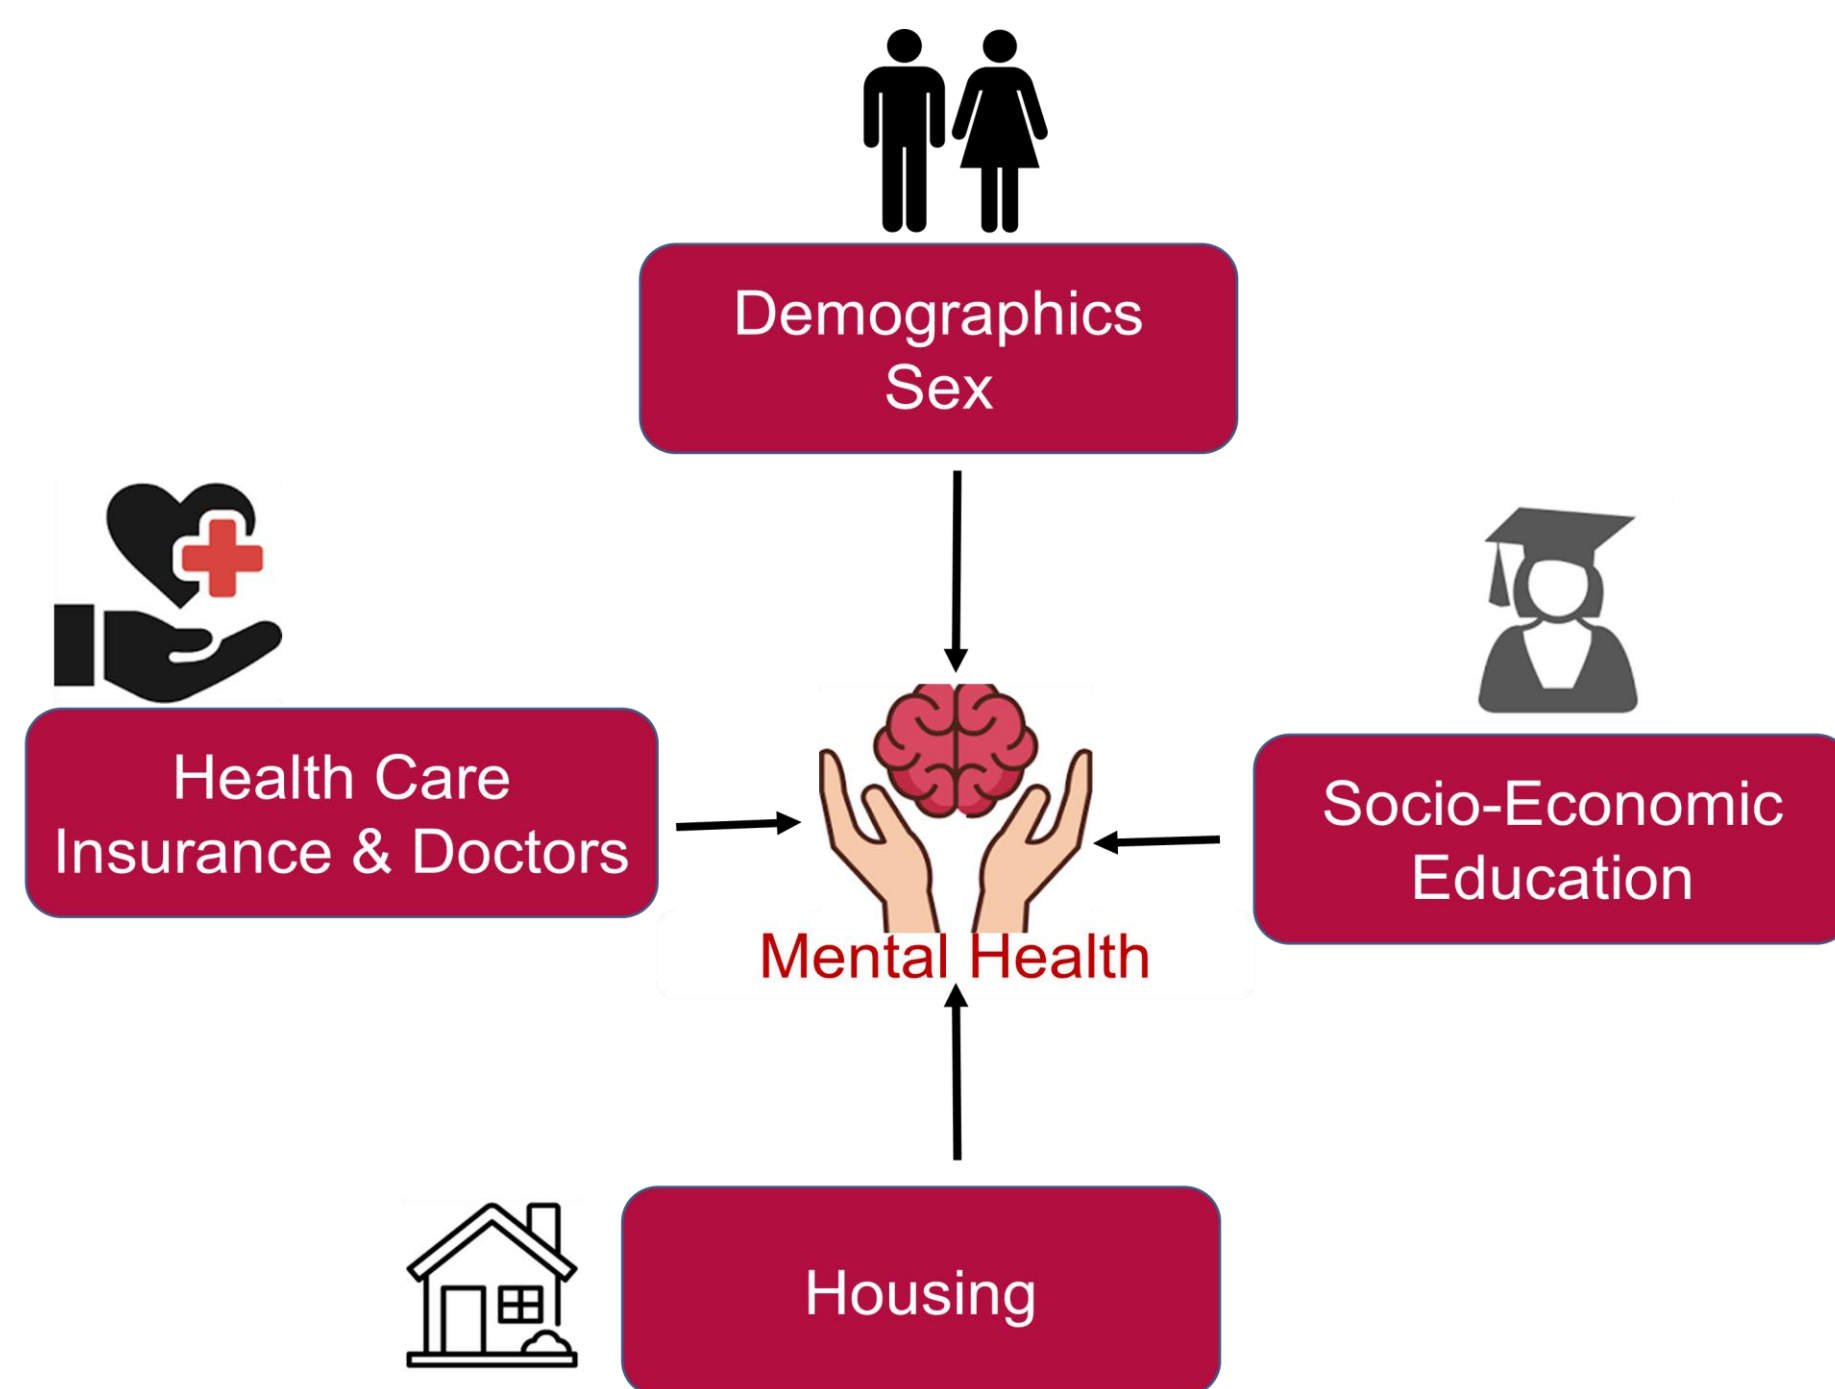 Demographics
Sex
Health Care
Insurance & Doctors
Socio-Economic
Education
Mental Health
Housing